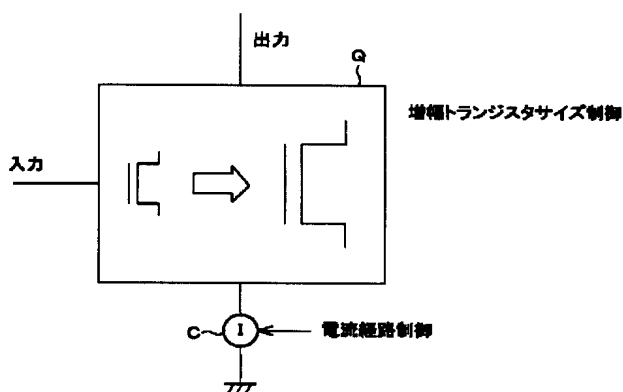 出力
Q
増幅トランジスタサイズ制御
入力
C
I
電流経路制御